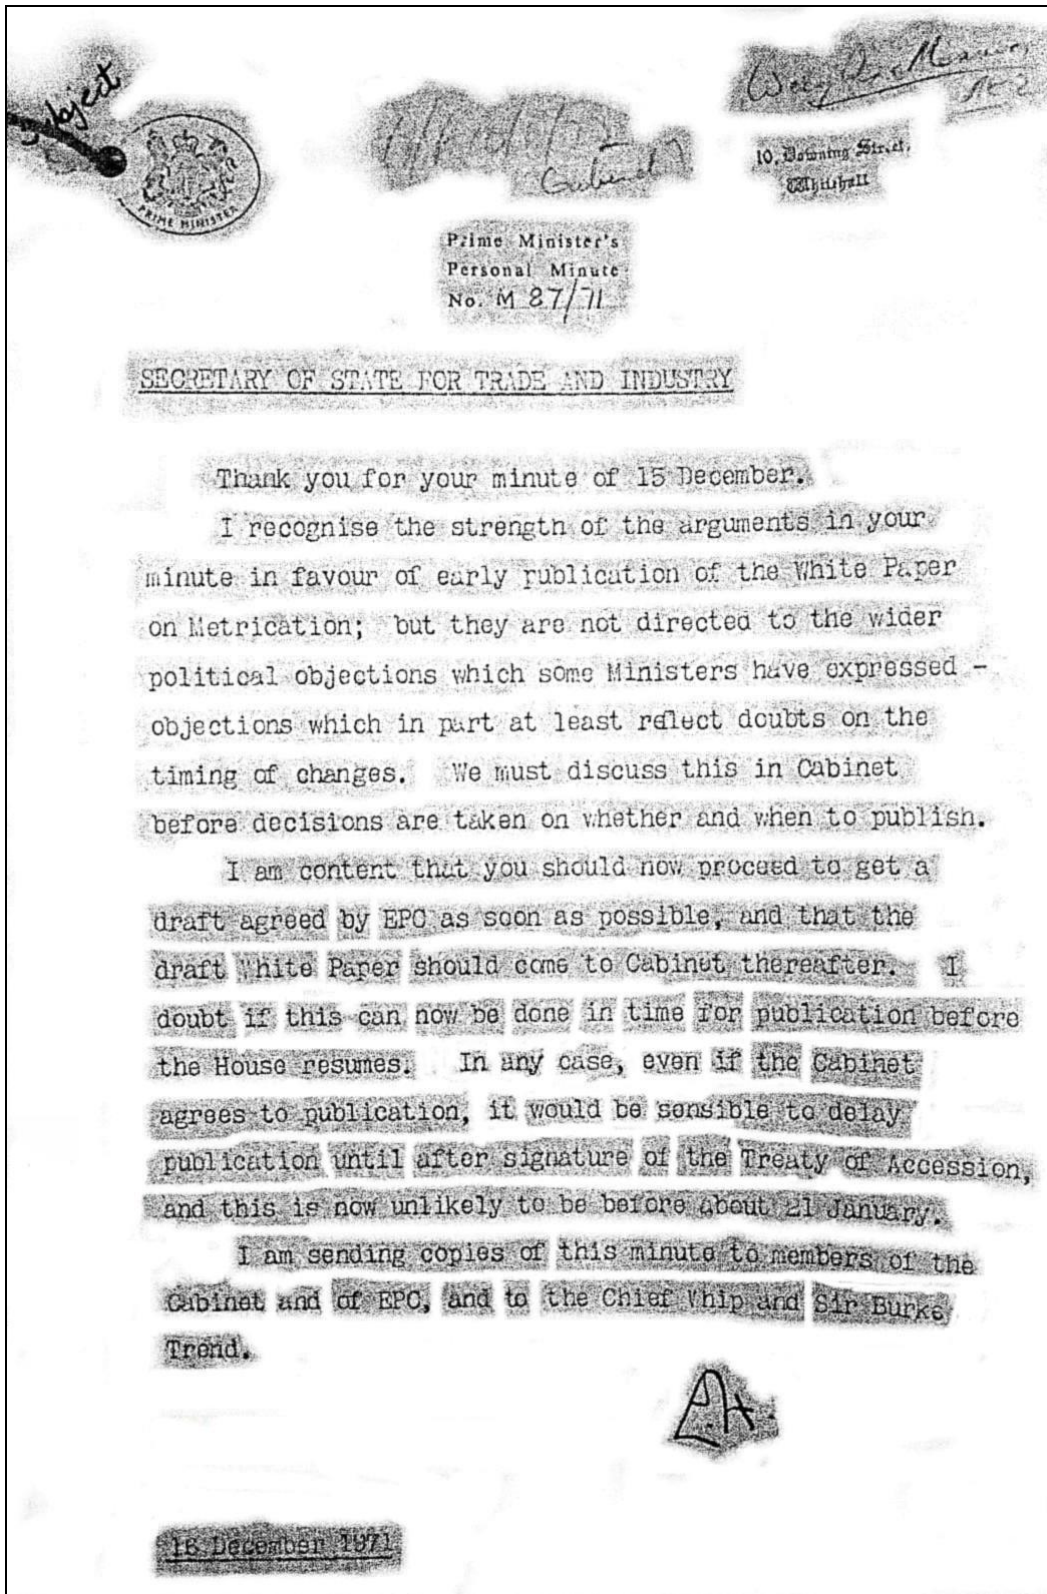 Subject
PRIME MINISTER
10, Downing Street,
Whitehall
Cabinet
Prime Minister's
Personal Minute
No. M 87/71
SECRETARY OF STATE FOR TRADE AND INDUSTRY
Thank you for your minute of 15 December.
I recognise the strength of the arguments in your
minute in favour of early publication of the White Paper
on Metrication; but they are not directed to the wider
political objections which some Ministers have expressed -
objections which in part at least relect doubts on the
timing of changes. We must discuss this in Cabinet
before decisions are taken on whether and when to publish.
I am content that you should now proceed to get a
draft agreed by EPC as soon as possible, and that the
draft White Paper should come to Cabinet thereafter. I
doubt if this can now be done in time for publication before
the House resumes. In any case, even if the Cabinet
agrees to publication, it would be sensible to delay
publication until after signature of the Treaty of Accession,
and this is now unlikely to be before about 21 January.
I am sending copies of this minute to members of the
Cabinet and of EPC, and to the Chief Whip and Sir Burke
Trend.
EH.
16 December 1971